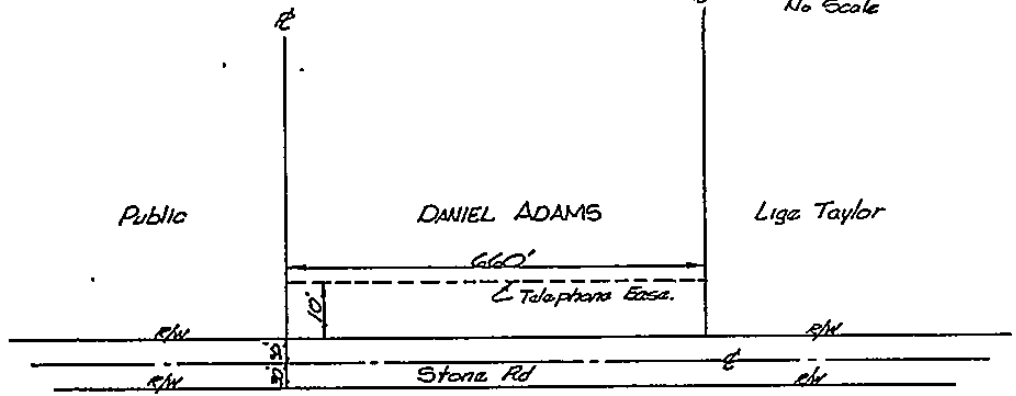 No Scale
℄
Public
DANIEL ADAMS
Lige Taylor
660'
℄ Telephone Ease.
10'
R/W
R/W
℄
Stone Rd
R/W
R/W